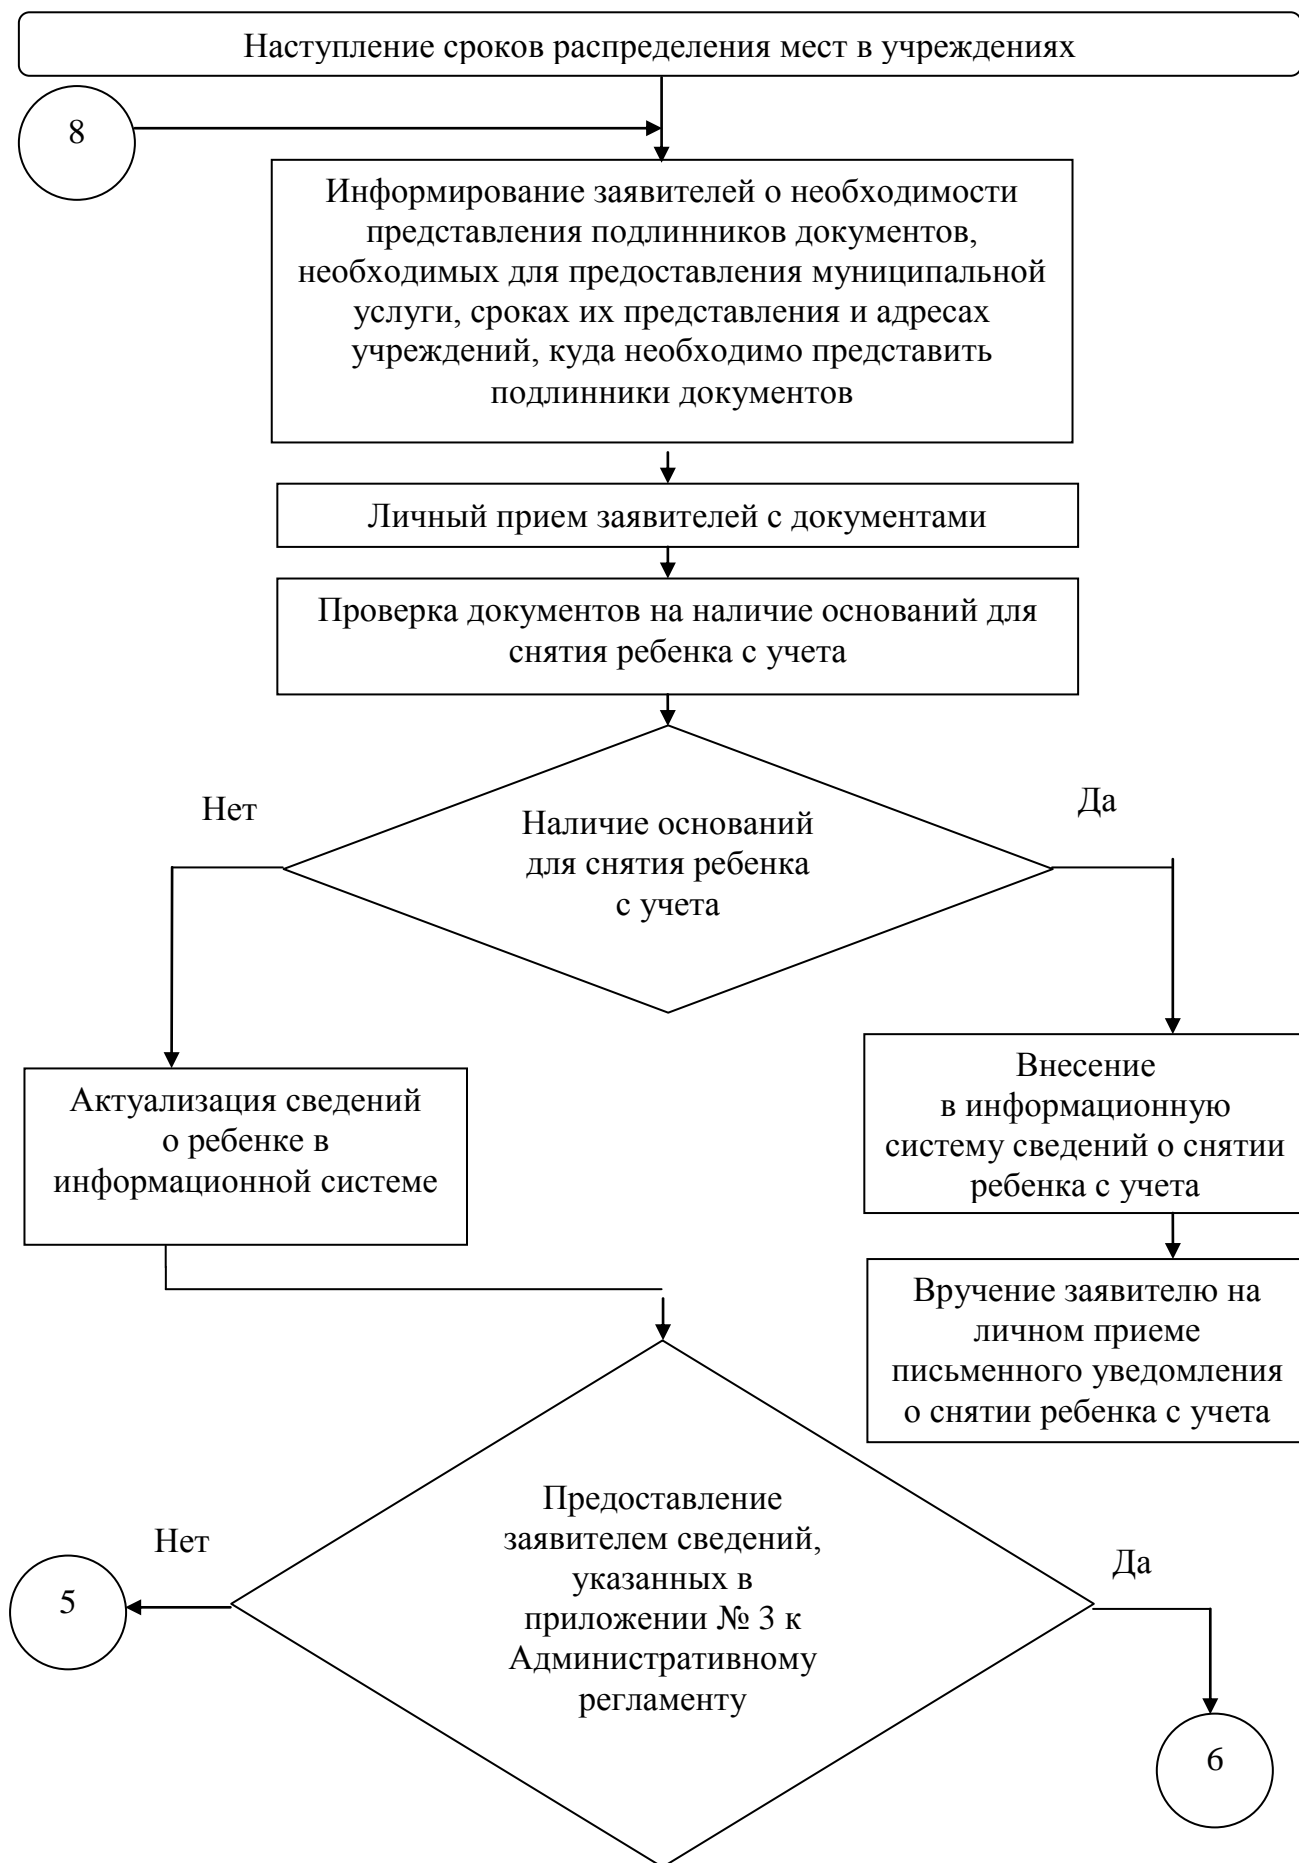 Наступление сроков распределения мест в учреждениях
8
Информирование заявителей о необходимости
представления подлинников документов,
необходимых для предоставления муниципальной
услуги, сроках их представления и адресах
учреждений, куда необходимо представить
подлинники документов
Личный прием заявителей с документами
Проверка документов на наличие оснований для
снятия ребенка с учета
Нет
Да
Наличие оснований
для снятия ребенка
с учета
Актуализация сведений
о ребенке в
информационной системе
Внесение
в информационную
систему сведений о снятии
ребенка с учета
Вручение заявителю на
личном приеме
письменного уведомления
о снятии ребенка с учета
Предоставление
заявителем сведений,
указанных в
приложении № 3 к
Административному
регламенту
Нет
Да
5
6